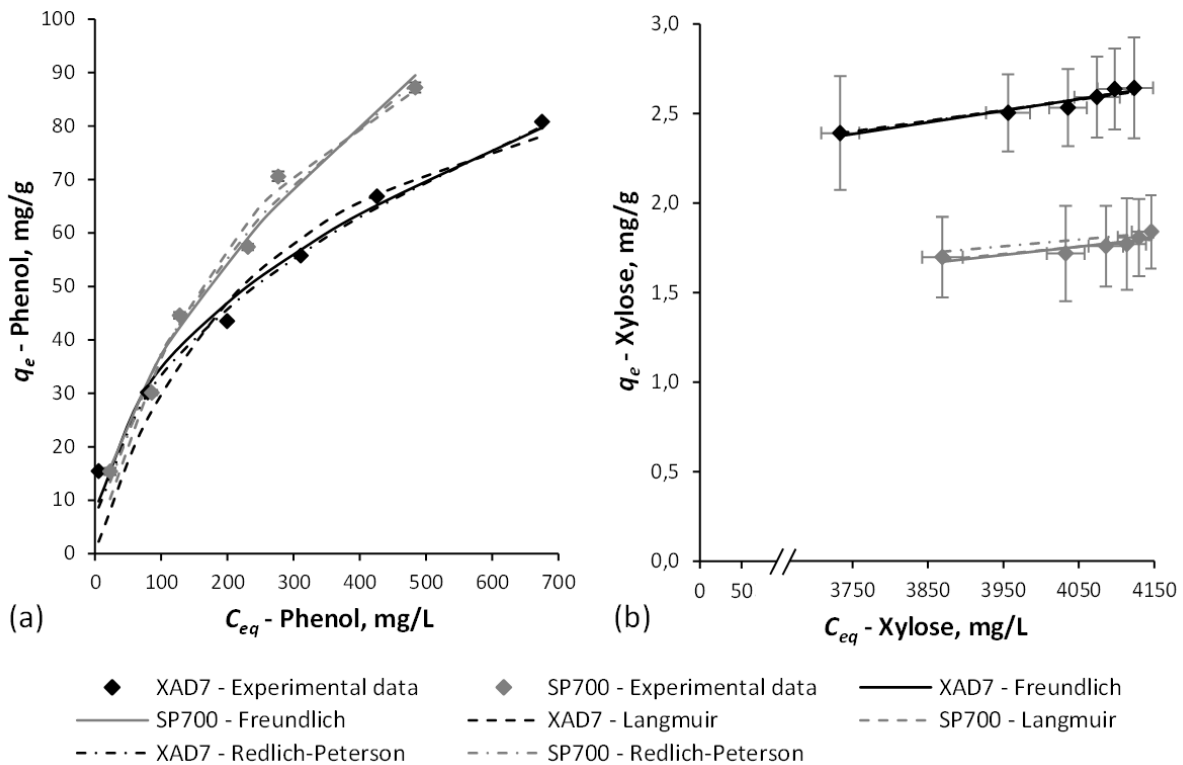 100
90
80
70
60
50
40
30
20
10
0
q_e - Phenol, mg/g
0 100 200 300 400 500 600 700
(a)
C_eq - Phenol, mg/L
3,0
2,5
2,0
1,5
1,0
0,5
0,0
q_e - Xylose, mg/g
0 50 3750 3850 3950 4050 4150
(b)
C_eq - Xylose, mg/L
XAD7 - Experimental data SP700 - Experimental data XAD7 - Freundlich
SP700 - Freundlich XAD7 - Langmuir SP700 - Langmuir
XAD7 - Redlich-Peterson SP700 - Redlich-Peterson